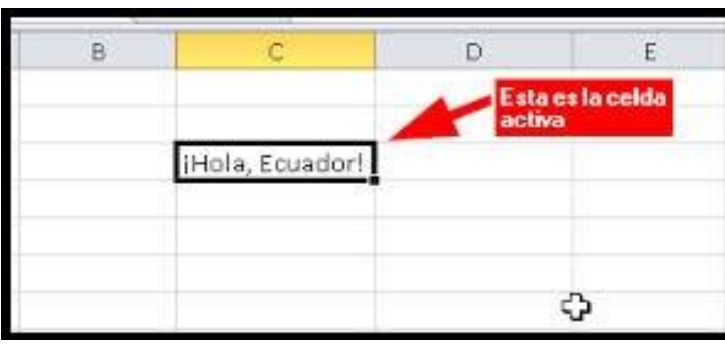 B C D E
Esta es la celda
activa
¡Hola, Ecuador!